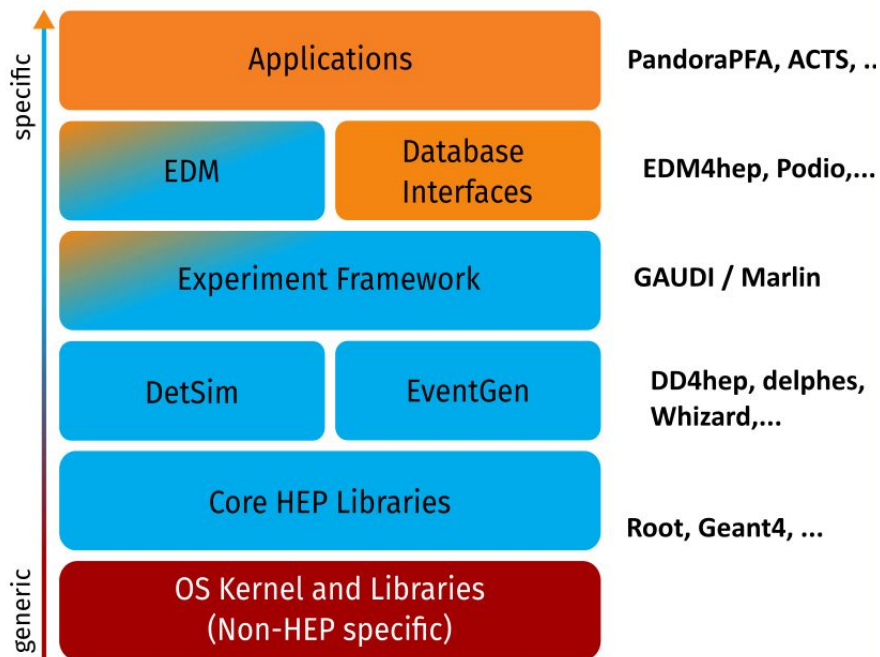 specific
Applications
PandoraPFA, ACTS, ..
EDM
Database
Interfaces
EDM4hep, Podio,...
Experiment Framework
GAUDI / Marlin
DetSim
EventGen
DD4hep, delphes,
Whizard,...
Core HEP Libraries
Root, Geant4, ...
generic
OS Kernel and Libraries
(Non-HEP specific)